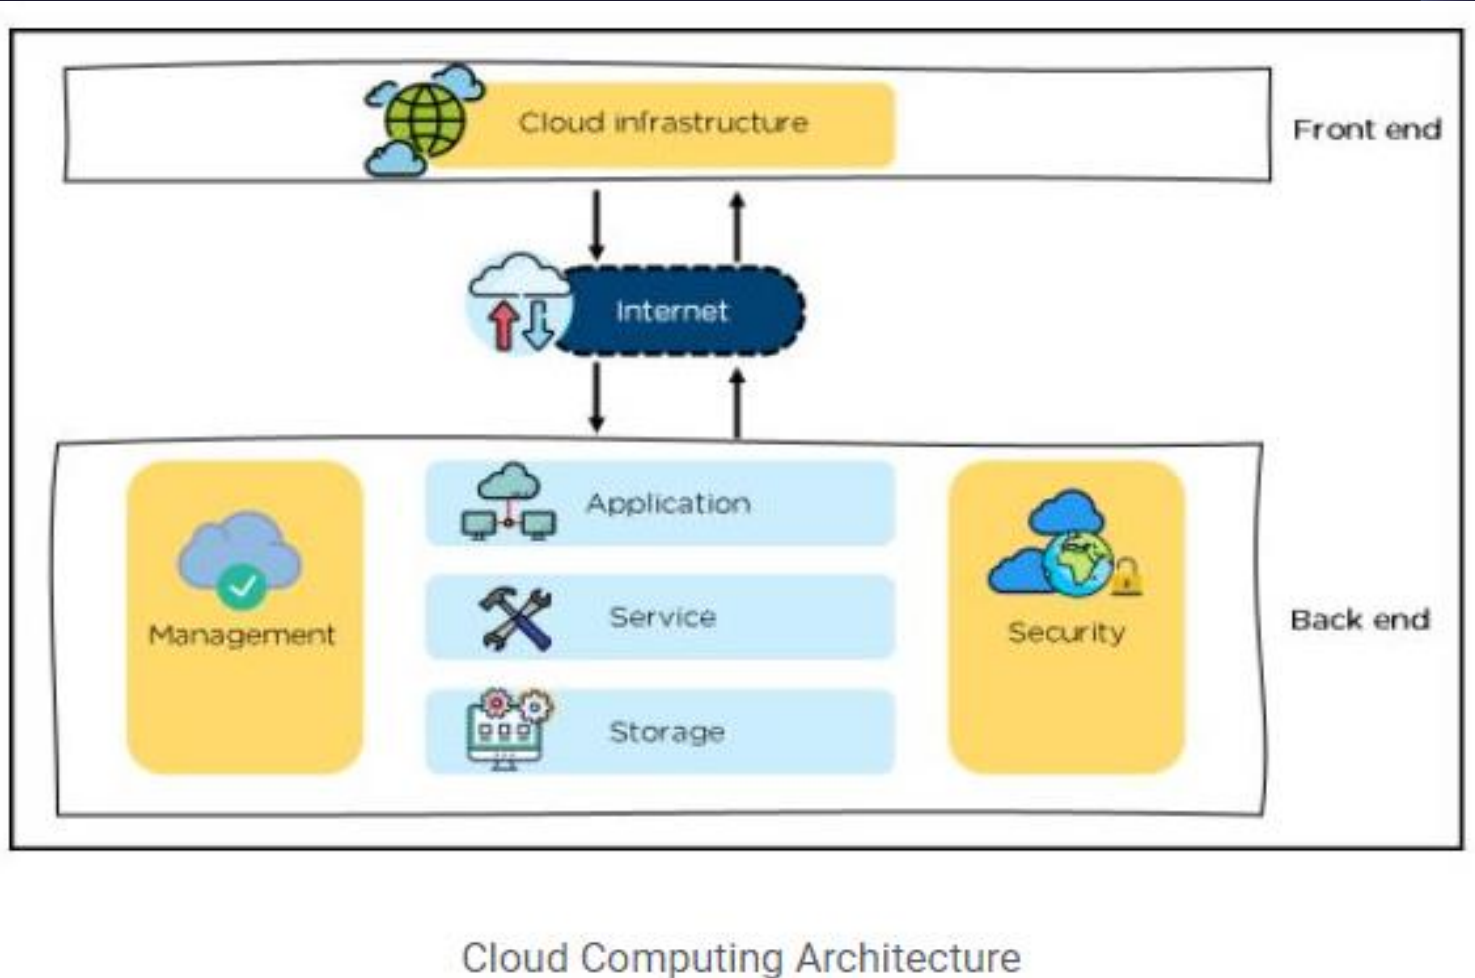 Cloud infrastructure
Front end
Internet
Management
Application
Service
Storage
Security
Back end
Cloud Computing Architecture